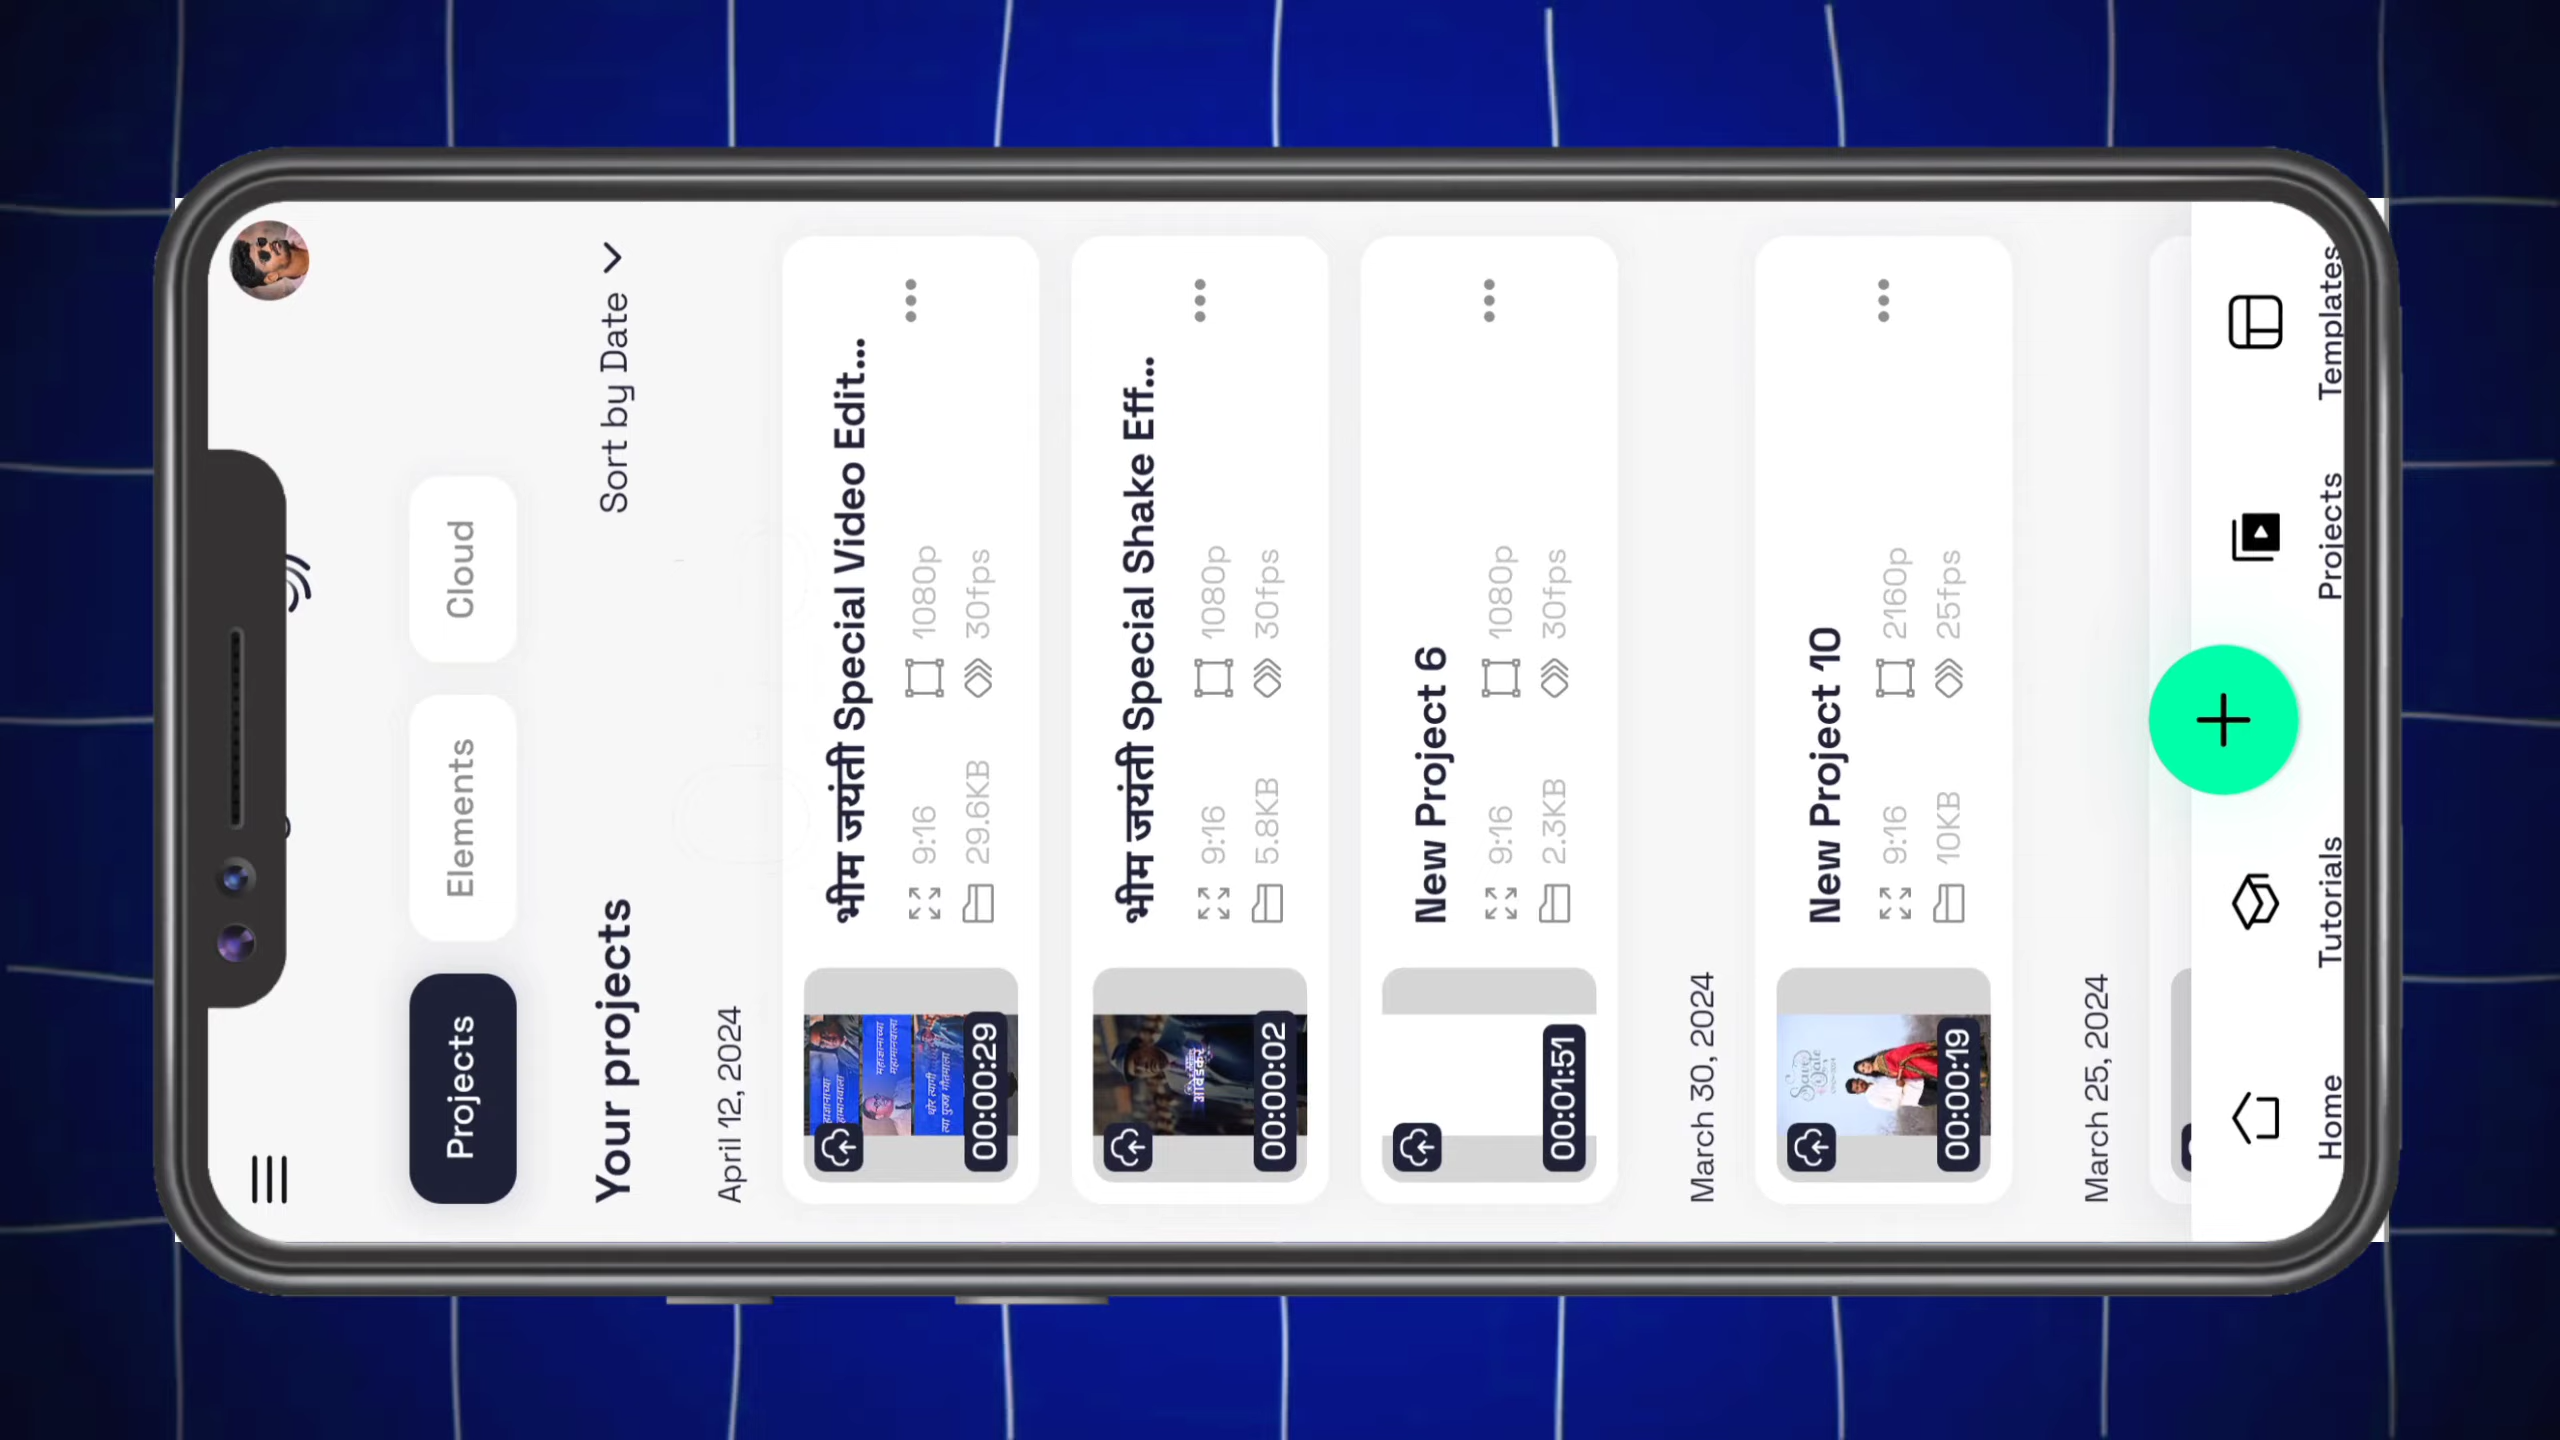 Projects
Elements
Cloud
Your projects
Sort by Date
April 12, 2024
भीम जयंती Special Video Edit...
9:16
1080p
29.6KB
30fps
00:00:29
भीम जयंती Special Shake Eff...
9:16
1080p
5.8KB
30fps
00:00:02
New Project 6
9:16
1080p
2.3KB
30fps
00:01:51
March 30, 2024
New Project 10
9:16
2160p
10KB
25fps
00:00:19
March 25, 2024
Home
Tutorials
Projects
Templates